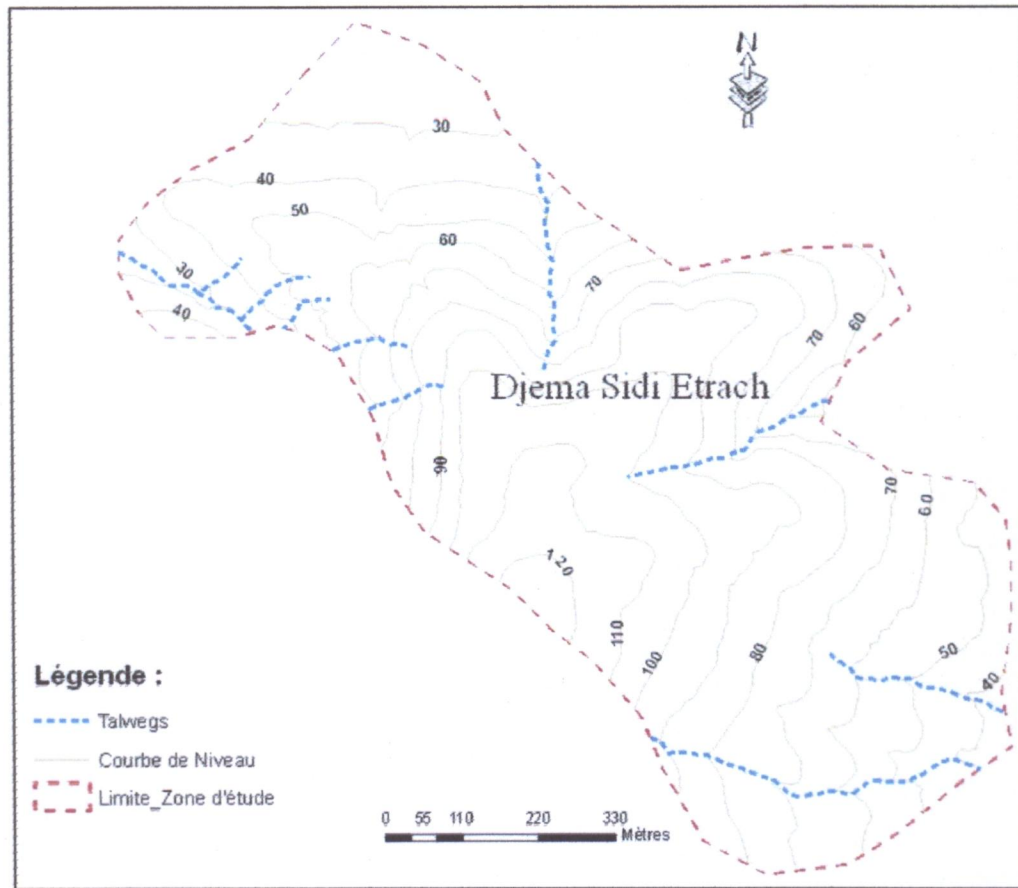 N
30
40
50
60
30
70
40
60
70
Djema Sidi Etrach
90
70
60
120
110
100
80
50
40
Légende :
Talwegs
Courbe de Niveau
Limite_Zone d'étude
0 55 110 220 330
Mètres